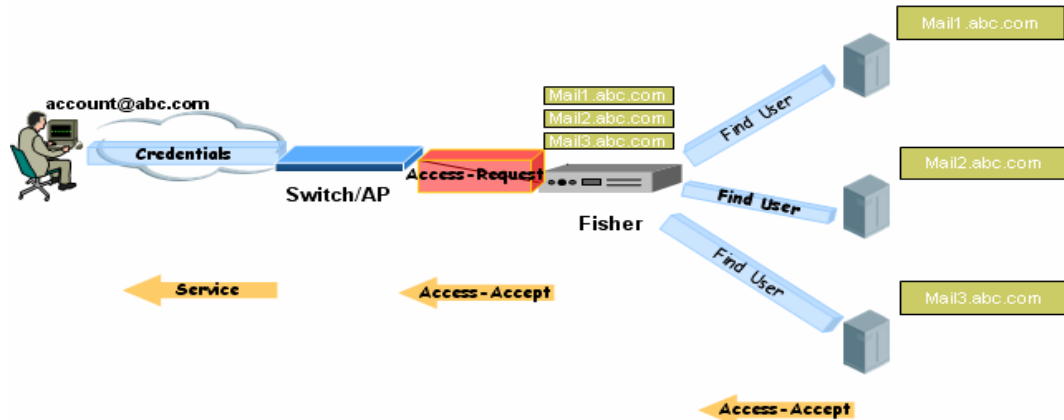 Mail1.abc.com
account@abc.com
Mail1.abc.com
Mail2.abc.com
Mail3.abc.com
Find User
Credentials
Access-Request
Switch/AP
Fisher
Find User
Mail2.abc.com
Find User
Service
Access-Accept
Mail3.abc.com
Access-Accept